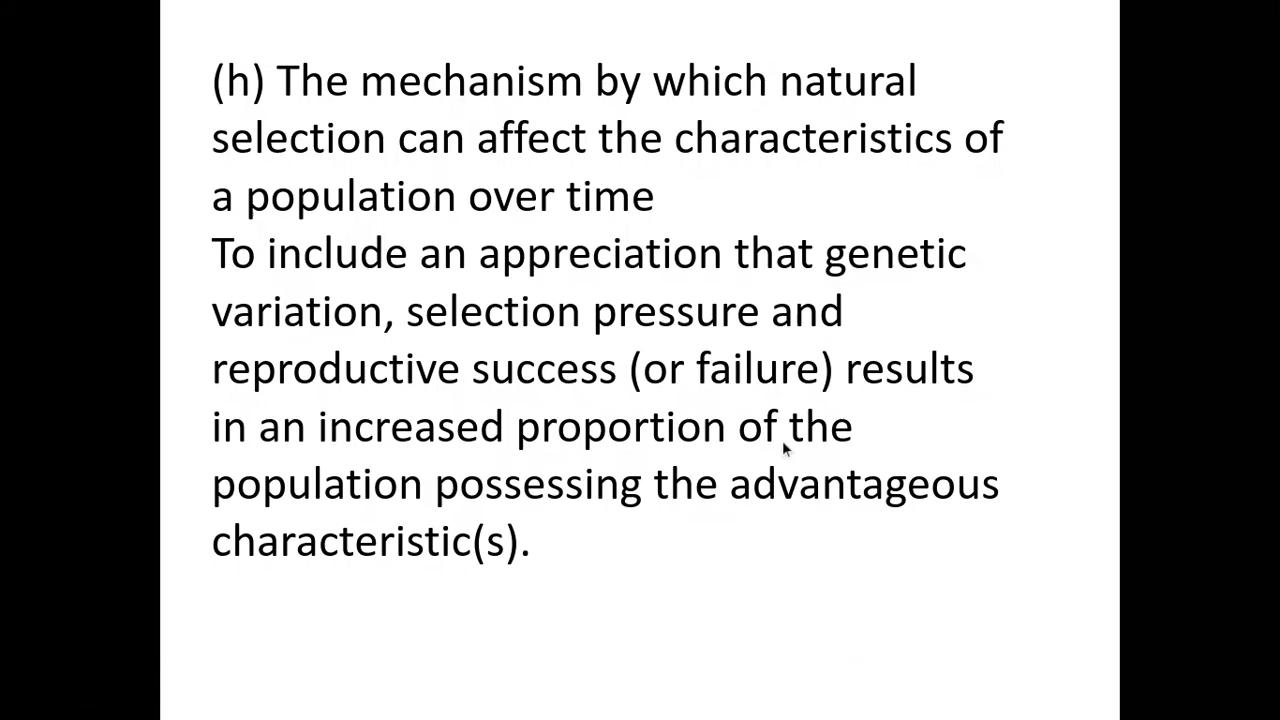 (h) The mechanism by which natural
selection can affect the characteristics of
a population over time
To include an appreciation that genetic
variation, selection pressure and
reproductive success (or failure) results
in an increased proportion of the
population possessing the advantageous
characteristic(s).